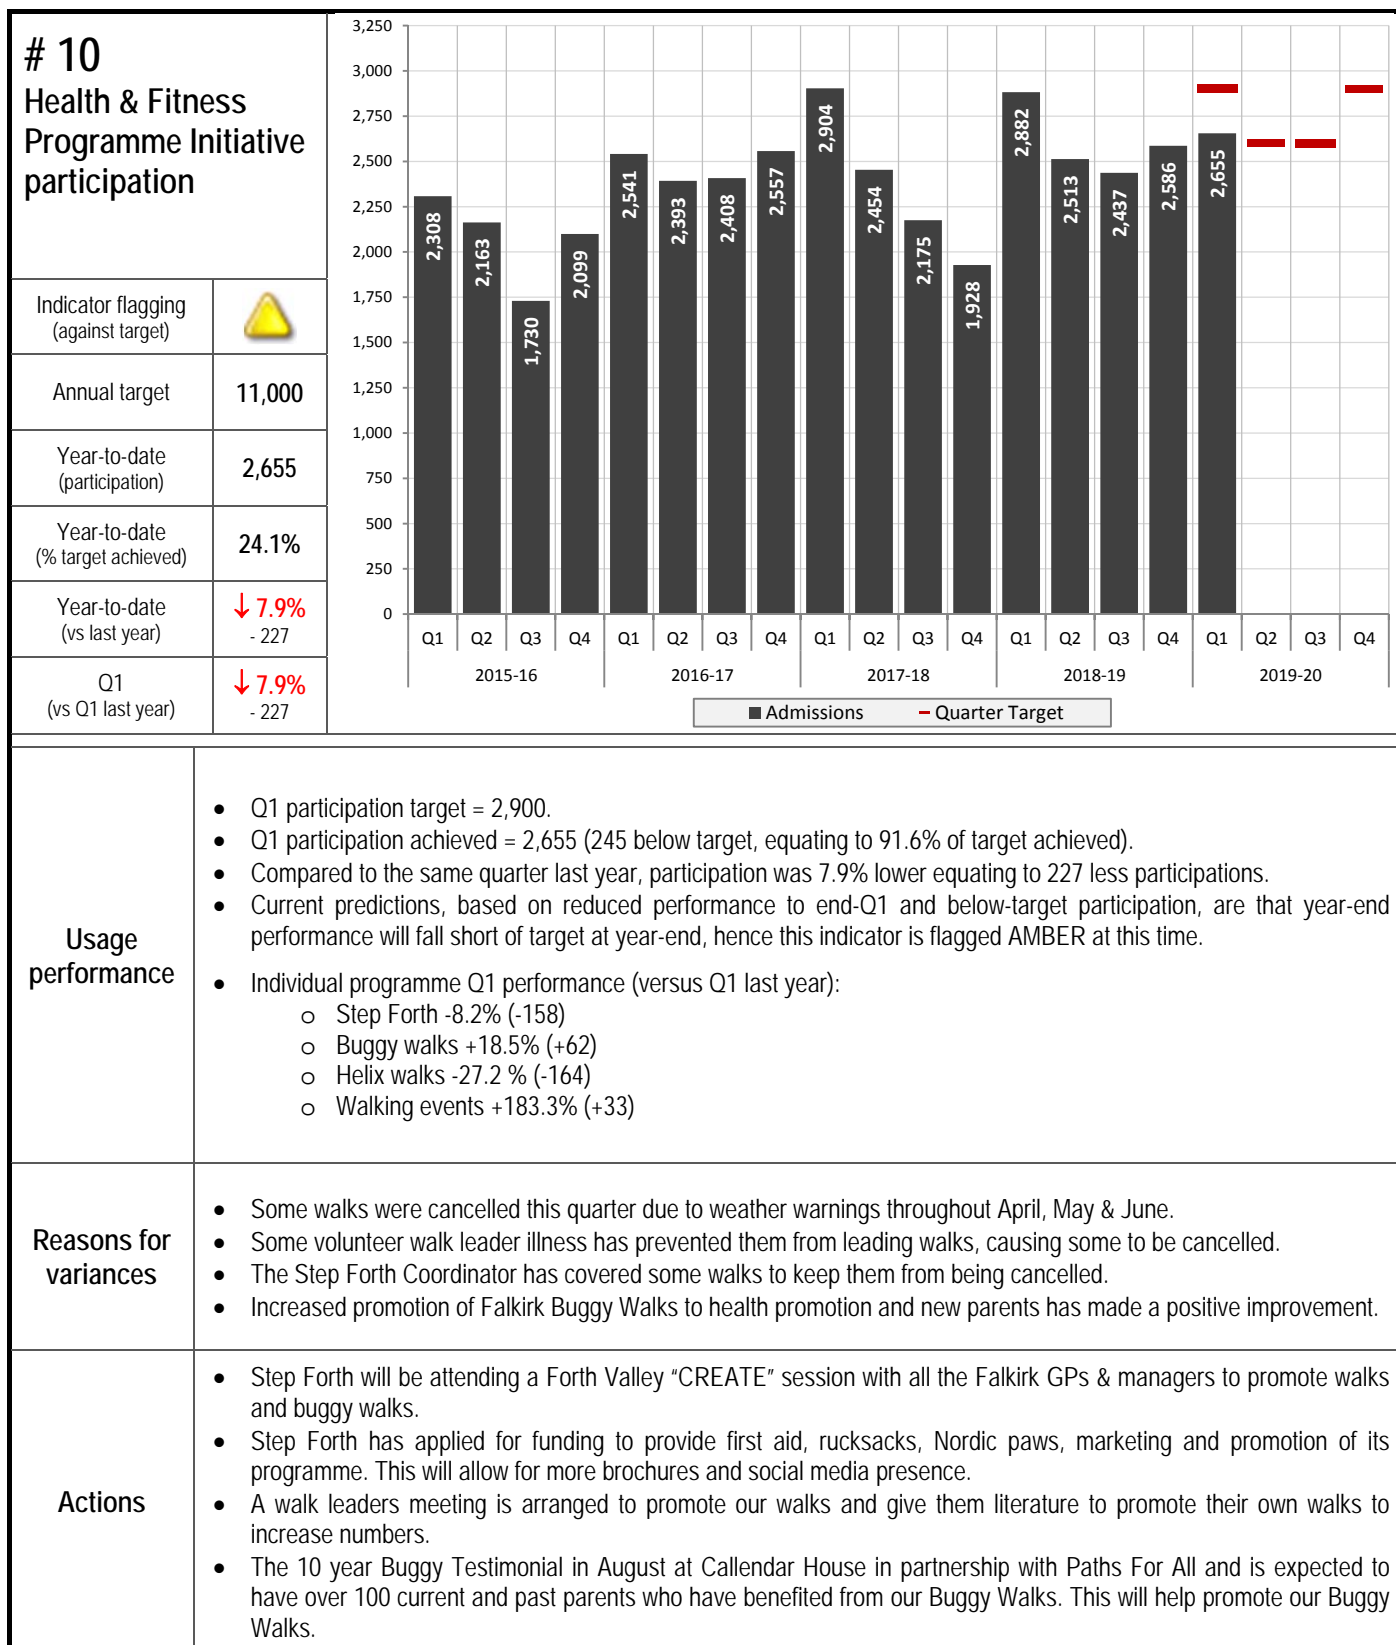 # 10
Health & Fitness
Programme Initiative
participation
Indicator flagging
(against target)
Annual target
11,000
Year-to-date
(participation)
2,655
Year-to-date
(% target achieved)
24.1%
Year-to-date
(vs last year)
↓ 7.9%
- 227
Q1
(vs Q1 last year)
↓ 7.9%
- 227
3,250
3,000
2,750
2,500
2,250
2,000
1,750
1,500
1,250
1,000
750
500
250
0
2,308
2,163
1,730
2,099
2,541
2,393
2,408
2,557
2,904
2,454
2,175
1,928
2,882
2,513
2,437
2,586
2,655
Q1 Q2 Q3 Q4 Q1 Q2 Q3 Q4 Q1 Q2 Q3 Q4 Q1 Q2 Q3 Q4 Q1 Q2 Q3 Q4
2015-16 2016-17 2017-18 2018-19 2019-20
Admissions Quarter Target
Usage
performance
• Q1 participation target = 2,900.
• Q1 participation achieved = 2,655 (245 below target, equating to 91.6% of target achieved).
• Compared to the same quarter last year, participation was 7.9% lower equating to 227 less participations.
• Current predictions, based on reduced performance to end-Q1 and below-target participation, are that year-end
performance will fall short of target at year-end, hence this indicator is flagged AMBER at this time.
• Individual programme Q1 performance (versus Q1 last year):
o Step Forth -8.2% (-158)
o Buggy walks +18.5% (+62)
o Helix walks -27.2 % (-164)
o Walking events +183.3% (+33)
Reasons for
variances
• Some walks were cancelled this quarter due to weather warnings throughout April, May & June.
• Some volunteer walk leader illness has prevented them from leading walks, causing some to be cancelled.
• The Step Forth Coordinator has covered some walks to keep them from being cancelled.
• Increased promotion of Falkirk Buggy Walks to health promotion and new parents has made a positive improvement.
Actions
• Step Forth will be attending a Forth Valley “CREATE” session with all the Falkirk GPs & managers to promote walks
and buggy walks.
• Step Forth has applied for funding to provide first aid, rucksacks, Nordic paws, marketing and promotion of its
programme. This will allow for more brochures and social media presence.
• A walk leaders meeting is arranged to promote our walks and give them literature to promote their own walks to
increase numbers.
• The 10 year Buggy Testimonial in August at Callendar House in partnership with Paths For All and is expected to
have over 100 current and past parents who have benefited from our Buggy Walks. This will help promote our Buggy
Walks.